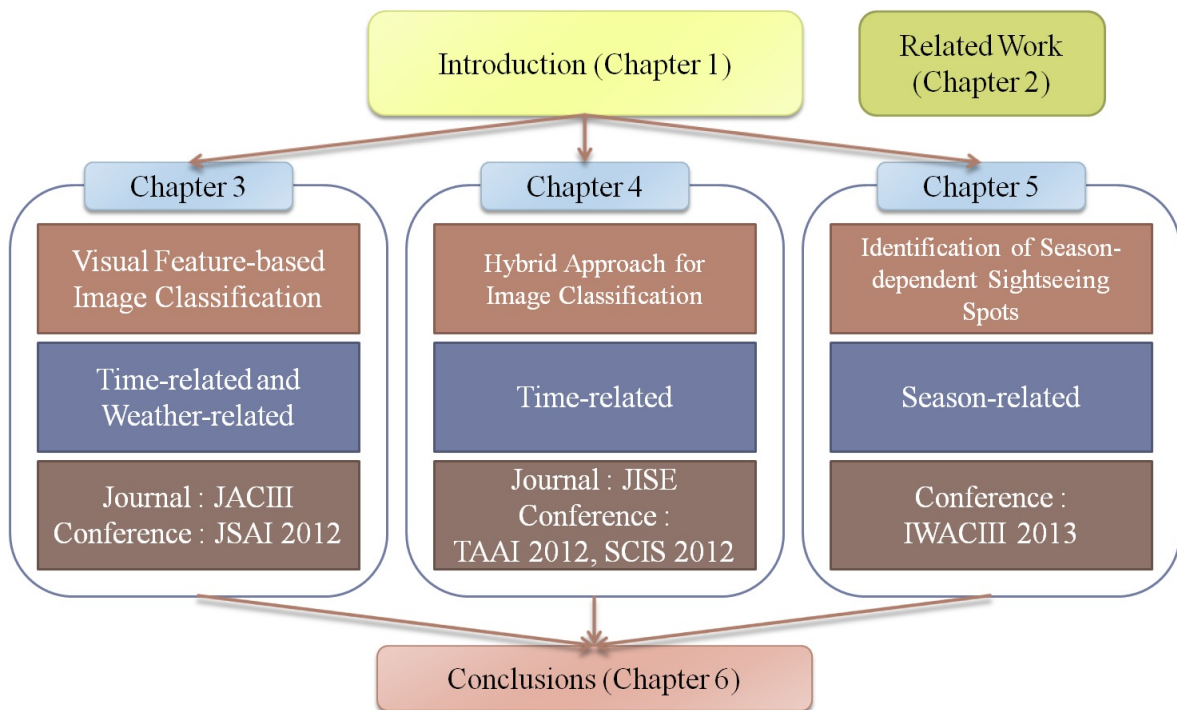 Introduction (Chapter 1)
Related Work
(Chapter 2)
Chapter 3
Visual Feature-based
Image Classification
Time-related and
Weather-related
Journal : JACIII
Conference : JSAI 2012
Chapter 4
Hybrid Approach for
Image Classification
Time-related
Journal : JISE
Conference :
TAAI 2012, SCIS 2012
Chapter 5
Identification of Season-
dependent Sightseeing
Spots
Season-related
Conference :
IWACIII 2013
Conclusions (Chapter 6)